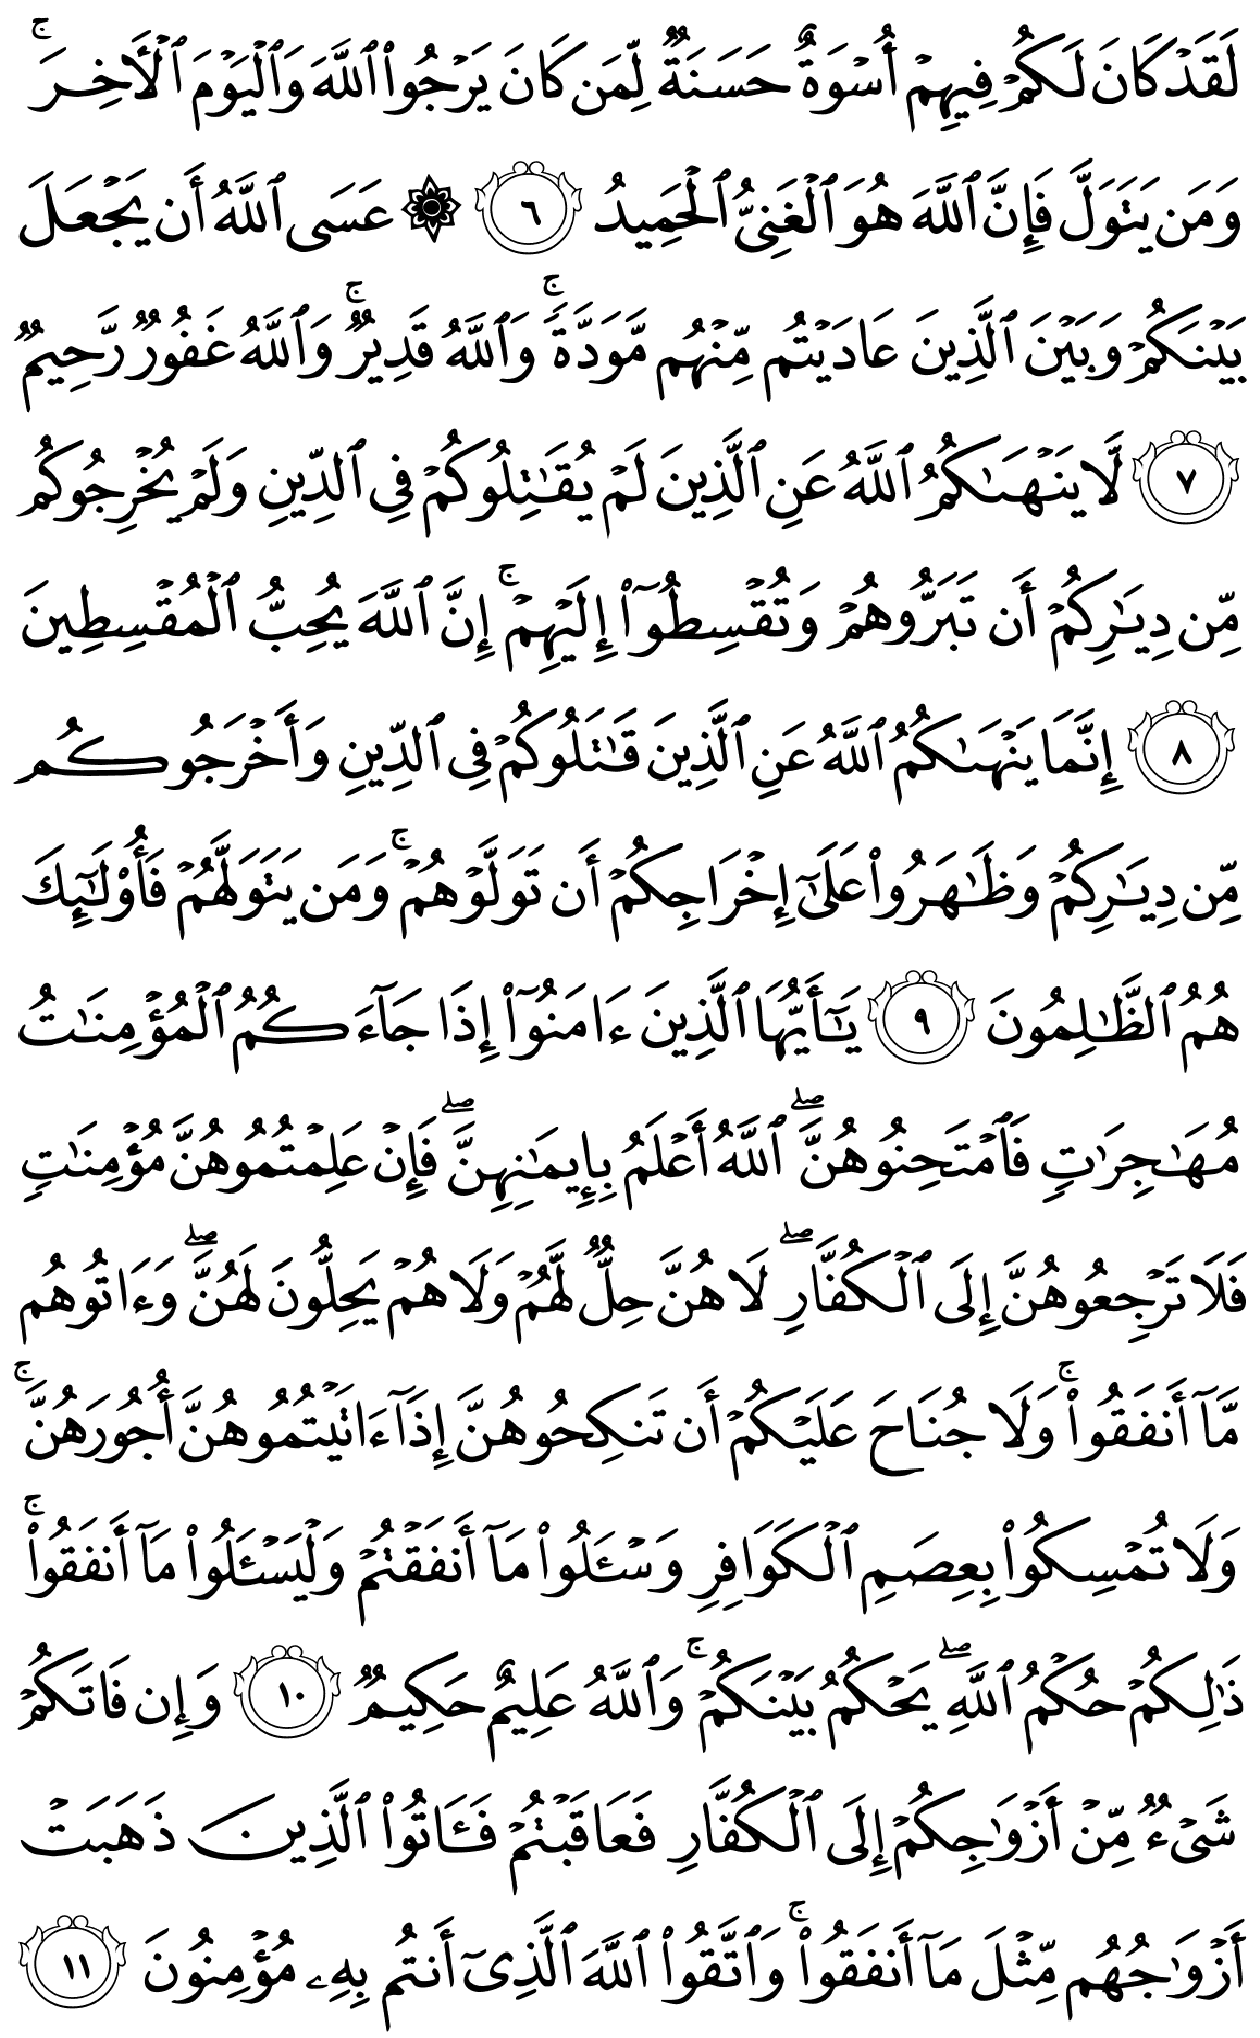 لَقَدْ كَانَ لَكُمْ فِيهِمْ أُسْوَةٌ حَسَنَةٌ لِّمَن كَانَ يَرْجُوا۟ ٱللَّهَ وَٱلْيَوْمَ ٱلْـَٔاخِرَ ۚ
وَمَن يَتَوَلَّ فَإِنَّ ٱللَّهَ هُوَ ٱلْغَنِىُّ ٱلْحَمِيدُ ٦ ۞ عَسَى ٱللَّهُ أَن يَجْعَلَ
بَيْنَكُمْ وَبَيْنَ ٱلَّذِينَ عَادَيْتُم مِّنْهُم مَّوَدَّةً ۚ وَٱللَّهُ قَدِيرٌ ۚ وَٱللَّهُ غَفُورٌ رَّحِيمٌ
٧ لَّا يَنْهَىٰكُمُ ٱللَّهُ عَنِ ٱلَّذِينَ لَمْ يُقَـٰتِلُوكُمْ فِى ٱلدِّينِ وَلَمْ يُخْرِجُوكُم
مِّن دِيَـٰرِكُمْ أَن تَبَرُّوهُمْ وَتُقْسِطُوٓا۟ إِلَيْهِمْ ۚ إِنَّ ٱللَّهَ يُحِبُّ ٱلْمُقْسِطِينَ
٨ إِنَّمَا يَنْهَىٰكُمُ ٱللَّهُ عَنِ ٱلَّذِينَ قَـٰتَلُوكُمْ فِى ٱلدِّينِ وَأَخْرَجُوكُم
مِّن دِيَـٰرِكُمْ وَظَـٰهَرُوا۟ عَلَىٰٓ إِخْرَاجِكُمْ أَن تَوَلَّوْهُمْ ۚ وَمَن يَتَوَلَّهُمْ فَأُو۟لَـٰٓئِكَ
هُمُ ٱلظَّـٰلِمُونَ ٩ يَـٰٓأَيُّهَا ٱلَّذِينَ ءَامَنُوٓا۟ إِذَا جَآءَكُمُ ٱلْمُؤْمِنَـٰتُ
مُهَـٰجِرَٰتٍ فَٱمْتَحِنُوهُنَّ ۖ ٱللَّهُ أَعْلَمُ بِإِيمَـٰنِهِنَّ ۖ فَإِنْ عَلِمْتُمُوهُنَّ مُؤْمِنَـٰتٍ
فَلَا تَرْجِعُوهُنَّ إِلَى ٱلْكُفَّارِ ۖ لَا هُنَّ حِلٌّ لَّهُمْ وَلَا هُمْ يَحِلُّونَ لَهُنَّ ۖ وَءَاتُوهُم
مَّآ أَنفَقُوا۟ ۚ وَلَا جُنَاحَ عَلَيْكُمْ أَن تَنكِحُوهُنَّ إِذَآ ءَاتَيْتُمُوهُنَّ أُجُورَهُنَّ ۚ
وَلَا تُمْسِكُوا۟ بِعِصَمِ ٱلْكَوَافِرِ وَسْـَٔلُوا۟ مَآ أَنفَقْتُمْ وَلْيَسْـَٔلُوا۟ مَآ أَنفَقُوا۟ ۚ
ذَٰلِكُمْ حُكْمُ ٱللَّهِ ۖ يَحْكُمُ بَيْنَكُمْ ۚ وَٱللَّهُ عَلِيمٌ حَكِيمٌ ١٠ وَإِن فَاتَكُمْ
شَىْءٌ مِّنْ أَزْوَٰجِكُمْ إِلَى ٱلْكُفَّارِ فَعَاقَبْتُمْ فَـَٔاتُوا۟ ٱلَّذِينَ ذَهَبَتْ
أَزْوَٰجُهُم مِّثْلَ مَآ أَنفَقُوا۟ ۚ وَٱتَّقُوا۟ ٱللَّهَ ٱلَّذِىٓ أَنتُم بِهِۦ مُؤْمِنُونَ ١١